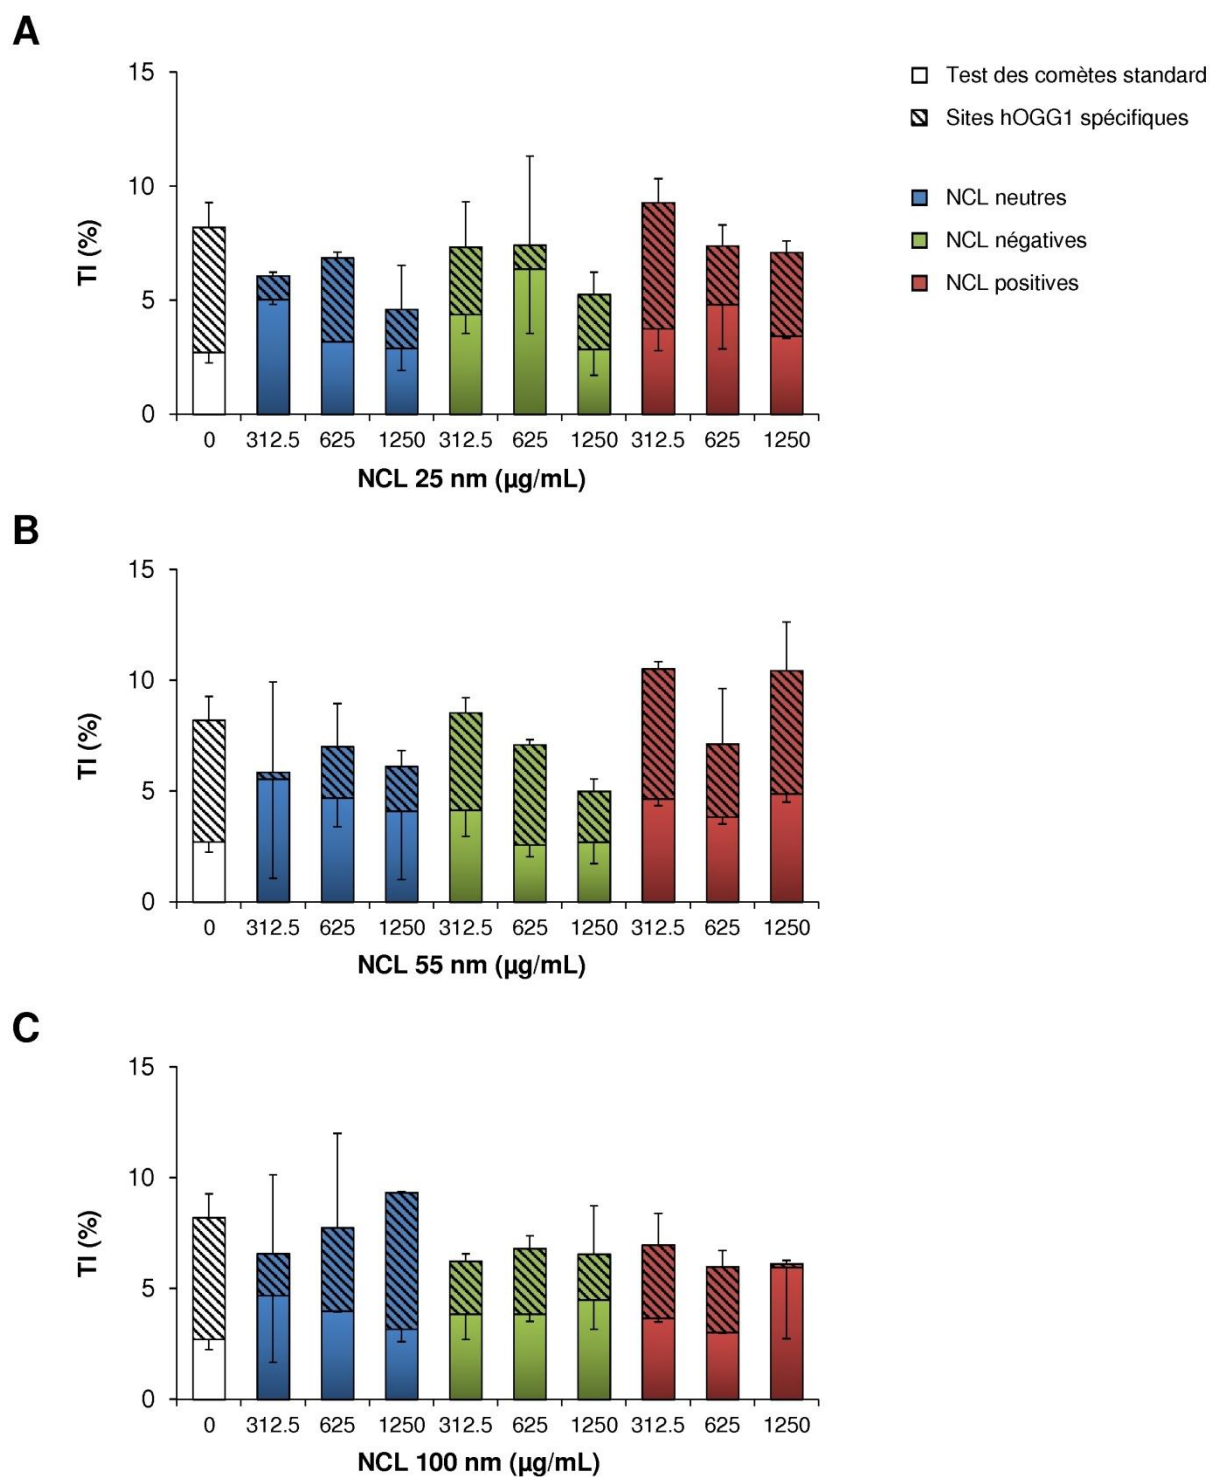 A
15
10
5
0
TI (%)
0 312.5 625 1250 312.5 625 1250 312.5 625 1250
NCL 25 nm (µg/mL)
Test des comètes standard
Sites hOGG1 spécifiques
NCL neutres
NCL négatives
NCL positives
B
15
10
5
0
TI (%)
0 312.5 625 1250 312.5 625 1250 312.5 625 1250
NCL 55 nm (µg/mL)
C
15
10
5
0
TI (%)
0 312.5 625 1250 312.5 625 1250 312.5 625 1250
NCL 100 nm (µg/mL)